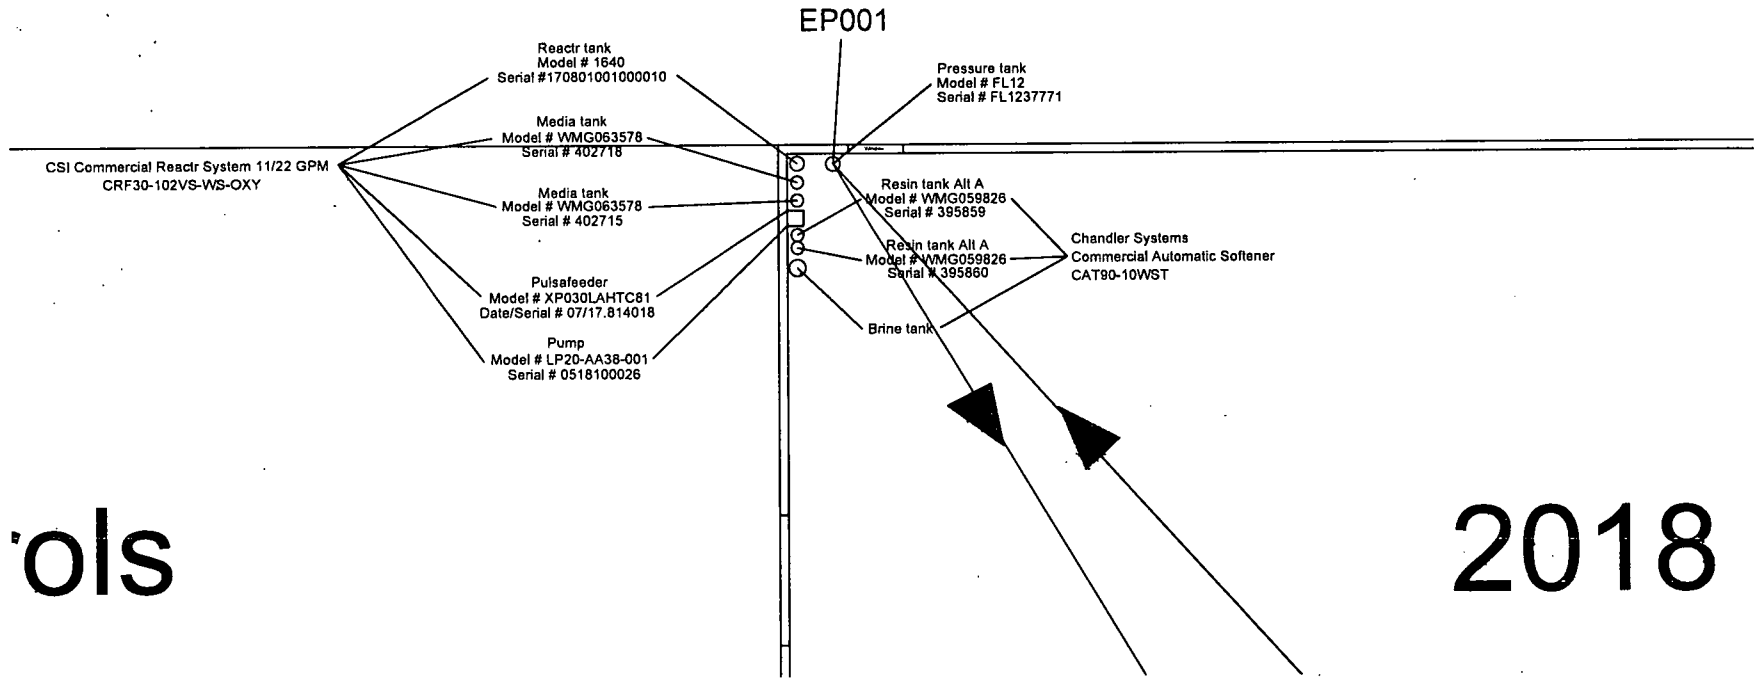 EP001
Reactr tank
Model # 1640
Serial #170801001000010
Pressure tank
Model # FL12
Serial # FL1237771
Media tank
Model # WMG063578
Serial # 402718
CSI Commercial Reactr System 11/22 GPM
CRF30-102VS-WS-OXY
Media tank
Model # WMG063578
Serial # 402715
Resin tank Alt A
Model # WMG059826
Serial # 395859
Resin tank Alt A
Model # WMG059826
Serial # 395860
Chandler Systems
Commercial Automatic Softener
CAT90-10WST
Pulsafeeder
Model # XP030LAHTC81
Date/Serial # 07/17.814018
Brine tank
Pump
Model # LP20-AA38-001
Serial # 0518100026
ols
2018